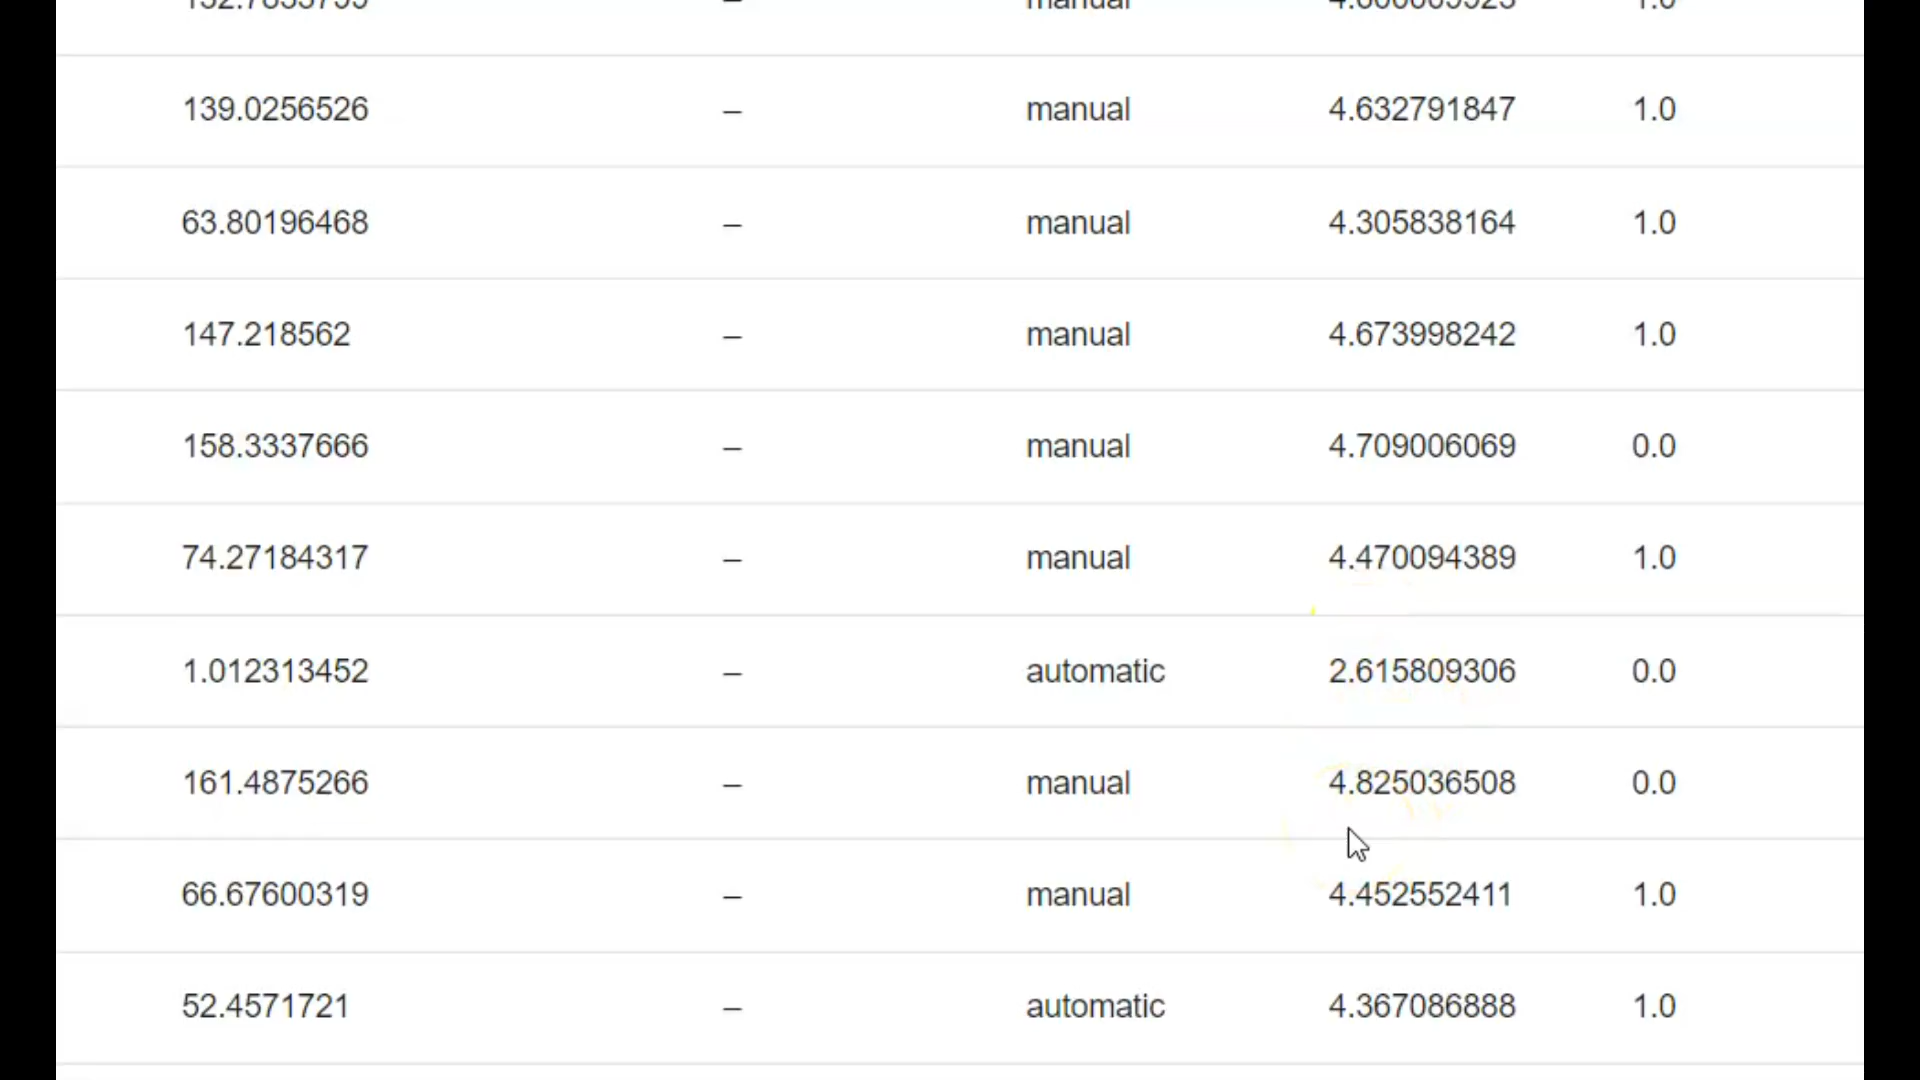 manual 1.0
139.0256526 – manual 4.632791847 1.0
63.80196468 – manual 4.305838164 1.0
147.218562 – manual 4.673998242 1.0
158.3337666 – manual 4.709006069 0.0
74.27184317 – manual 4.470094389 1.0
1.012313452 – automatic 2.615809306 0.0
161.4875266 – manual 4.825036508 0.0
66.67600319 – manual 4.452552411 1.0
52.4571721 – automatic 4.367086888 1.0